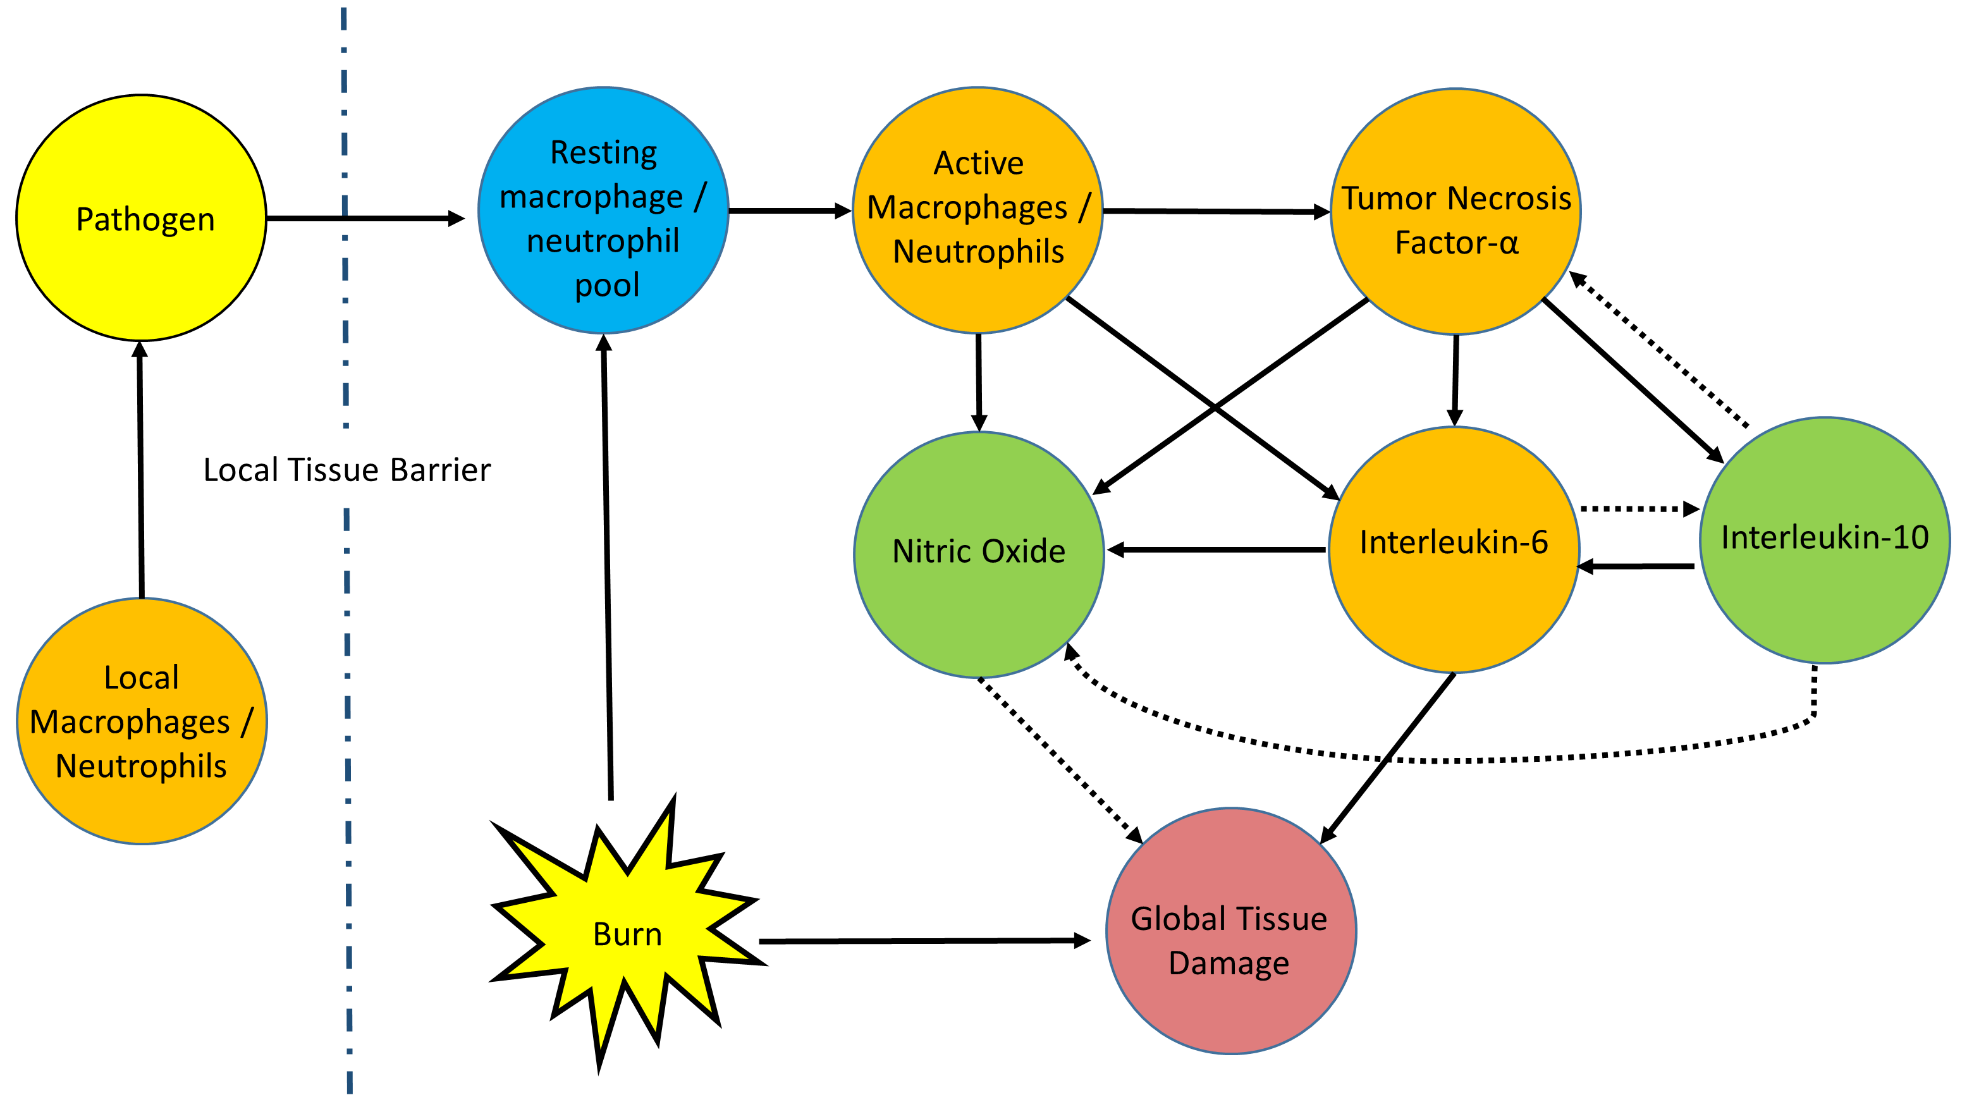 Pathogen
Resting
macrophage /
neutrophil
pool
Active
Macrophages /
Neutrophils
Tumor Necrosis
Factor-α
Local Tissue Barrier
Nitric Oxide
Interleukin-6
Interleukin-10
Local
Macrophages /
Neutrophils
Burn
Global Tissue
Damage